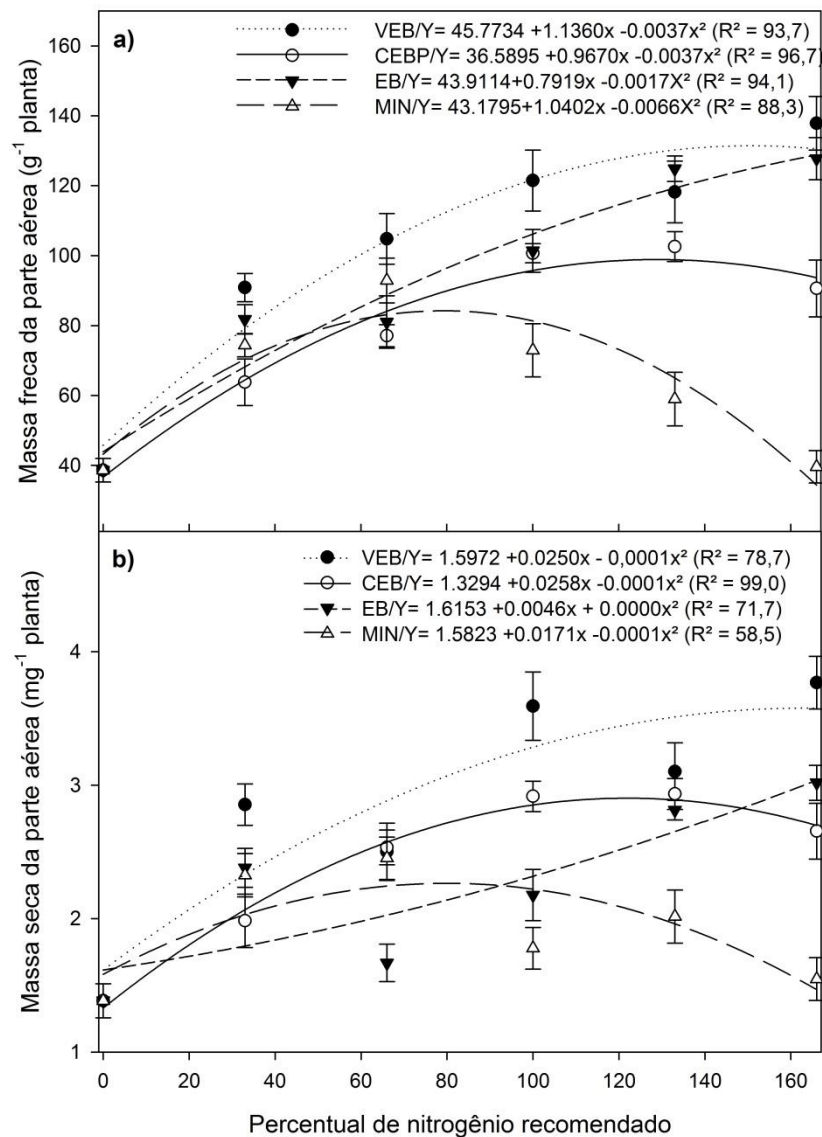 a)
VEB/Y= 45.7734 +1.1360x -0.0037x² (R² = 93,7)
CEBP/Y= 36.5895 +0.9670x -0.0037x² (R² = 96,7)
EB/Y= 43.9114+0.7919x -0.0017X² (R² = 94,1)
MIN/Y= 43.1795+1.0402x -0.0066X² (R² = 88,3)
Massa freca da parte aérea (g⁻¹ planta)
160
140
120
100
80
60
40
b)
VEB/Y= 1.5972 +0.0250x - 0,0001x² (R² = 78,7)
CEB/Y= 1.3294 +0.0258x -0.0001x² (R² = 99,0)
EB/Y= 1.6153 +0.0046x + 0.0000x² (R² = 71,7)
MIN/Y= 1.5823 +0.0171x -0.0001x² (R² = 58,5)
Massa seca da parte aérea (mg⁻¹ planta)
4
3
2
1
0 20 40 60 80 100 120 140 160
Percentual de nitrogênio recomendado